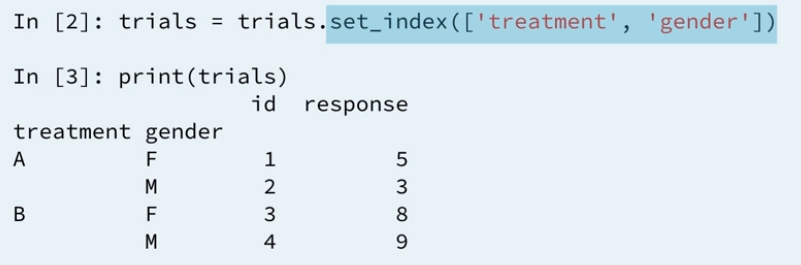 In [2]: trials = trials.set_index(['treatment', 'gender'])
In [3]: print(trials)
                  id  response
treatment gender
A         F        1         5
          M        2         3
B         F        3         8
          M        4         9